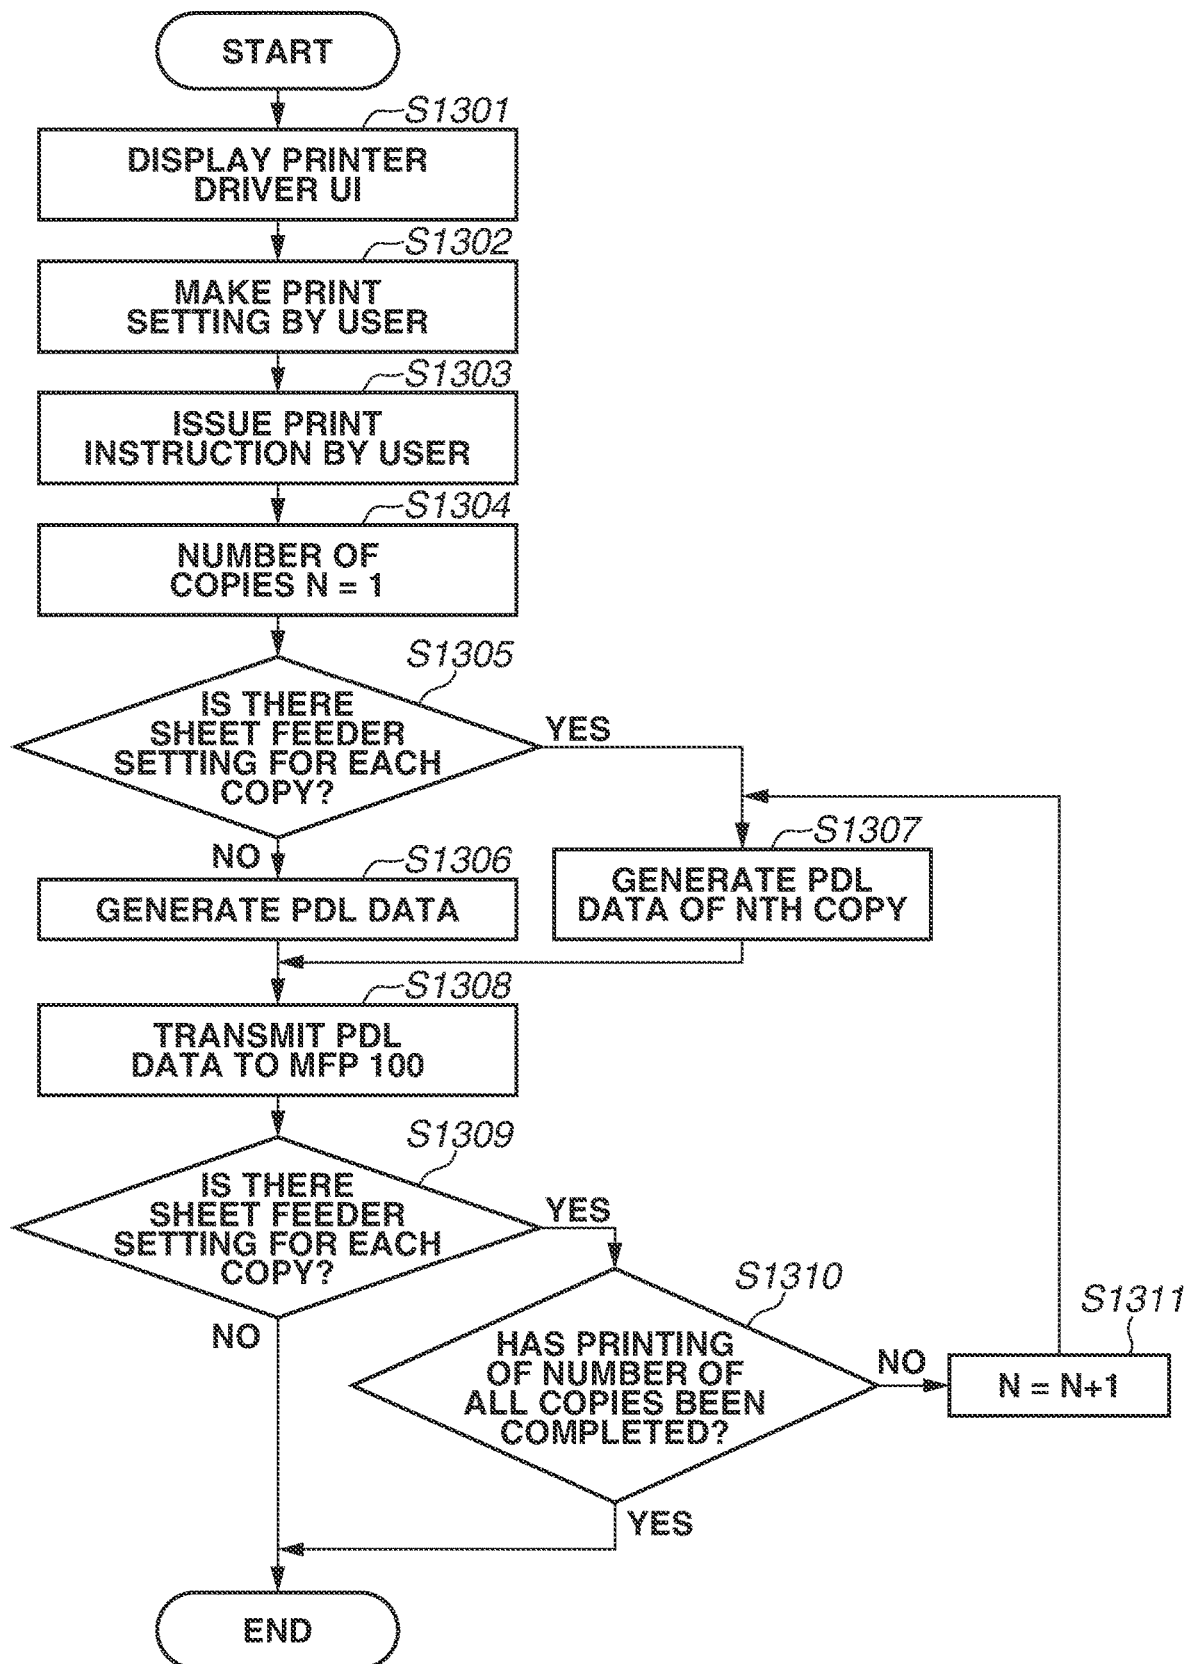 START
S1301
DISPLAY PRINTER
DRIVER UI
S1302
MAKE PRINT
SETTING BY USER
S1303
ISSUE PRINT
INSTRUCTION BY USER
S1304
NUMBER OF
COPIES N = 1
S1305
IS THERE
SHEET FEEDER
SETTING FOR EACH
COPY?
YES
NO
S1306
GENERATE PDL DATA
S1307
GENERATE PDL
DATA OF NTH COPY
S1308
TRANSMIT PDL
DATA TO MFP 100
S1309
IS THERE
SHEET FEEDER
SETTING FOR EACH
COPY?
YES
NO
S1310
HAS PRINTING
OF NUMBER OF
ALL COPIES BEEN
COMPLETED?
NO
S1311
N = N+1
YES
END